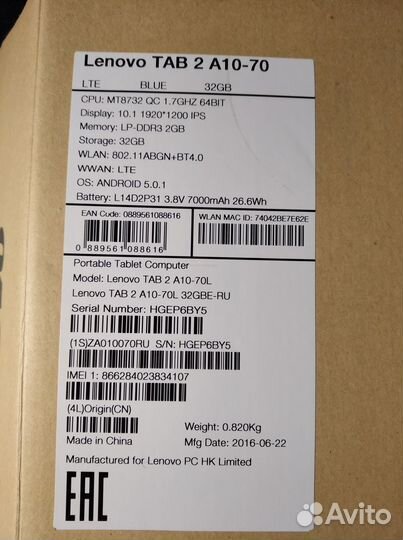 Lenovo TAB 2 A10-70
LTE BLUE 32GB
CPU: MT8732 QC 1.7GHZ 64BIT
Display: 10.1 1920*1200 IPS
Memory: LP-DDR3 2GB
Storage: 32GB
WLAN: 802.11ABGN+BT4.0
WWAN: LTE
OS: ANDROID 5.0.1
Battery: L14D2P31 3.8V 7000mAh 26.6Wh
EAN Code: 0889561088616
WLAN MAC ID: 74042BE7E62E
0 889561 088616
Portable Tablet Computer
Model: Lenovo TAB 2 A10-70L
Lenovo TAB 2 A10-70L 32GBE-RU
Serial Number: HGEP6BY5
(1S)ZA010070RU S/N: HGEP6BY5
IMEI 1: 866284023834107
(4L)Origin(CN)
Weight: 0.820Kg
Made in China
Mfg Date: 2016-06-22
Manufactured for Lenovo PC HK Limited
EAC
Avito